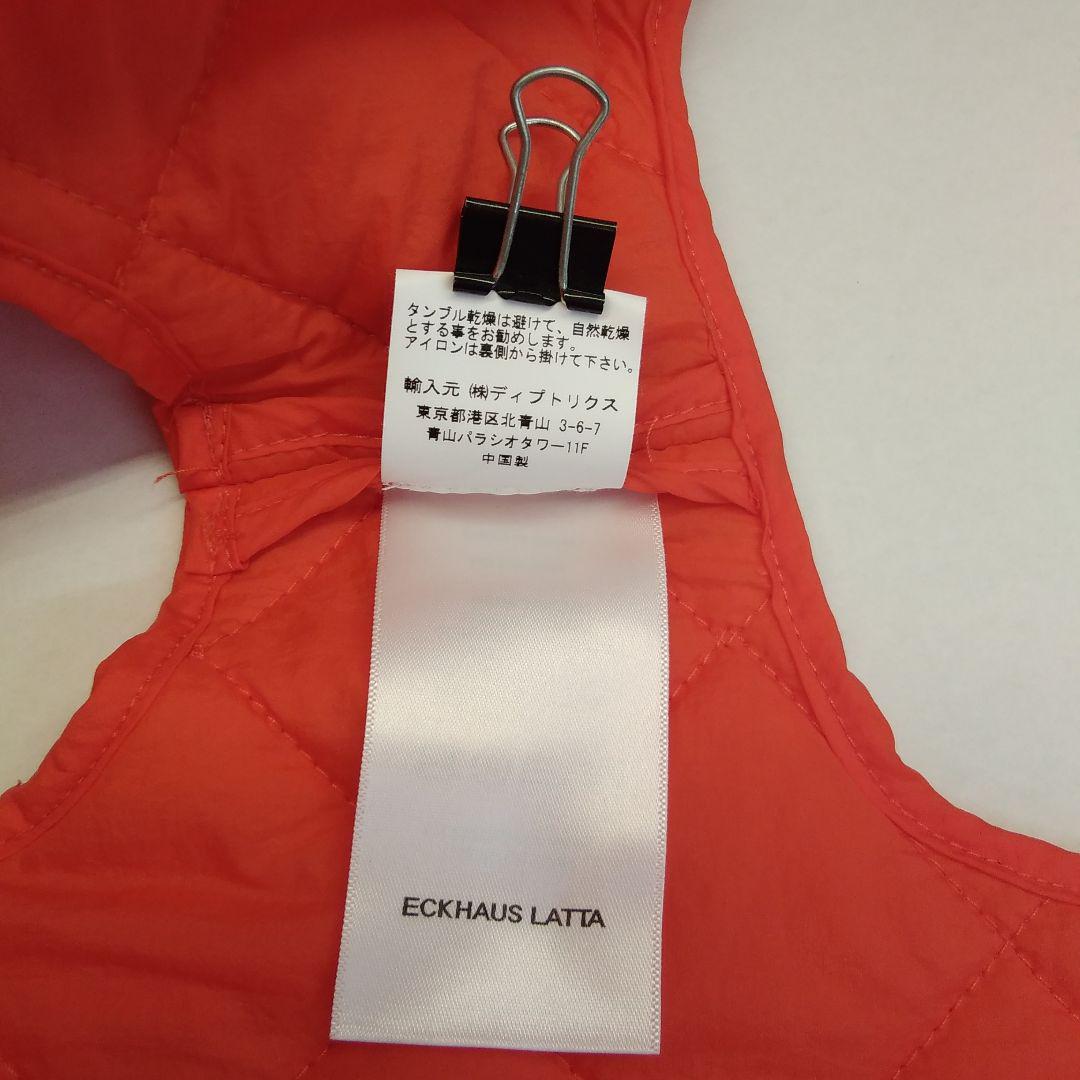 タンブル乾燥は避けて、自然乾燥
とする事をお勧めします。
アイロンは裏側から掛けて下さい。
輸入元 ㈱ディプトリクス
東京都港区北青山 3-6-7
青山パラシオタワー11F
中国製
ECKHAUS LATTA